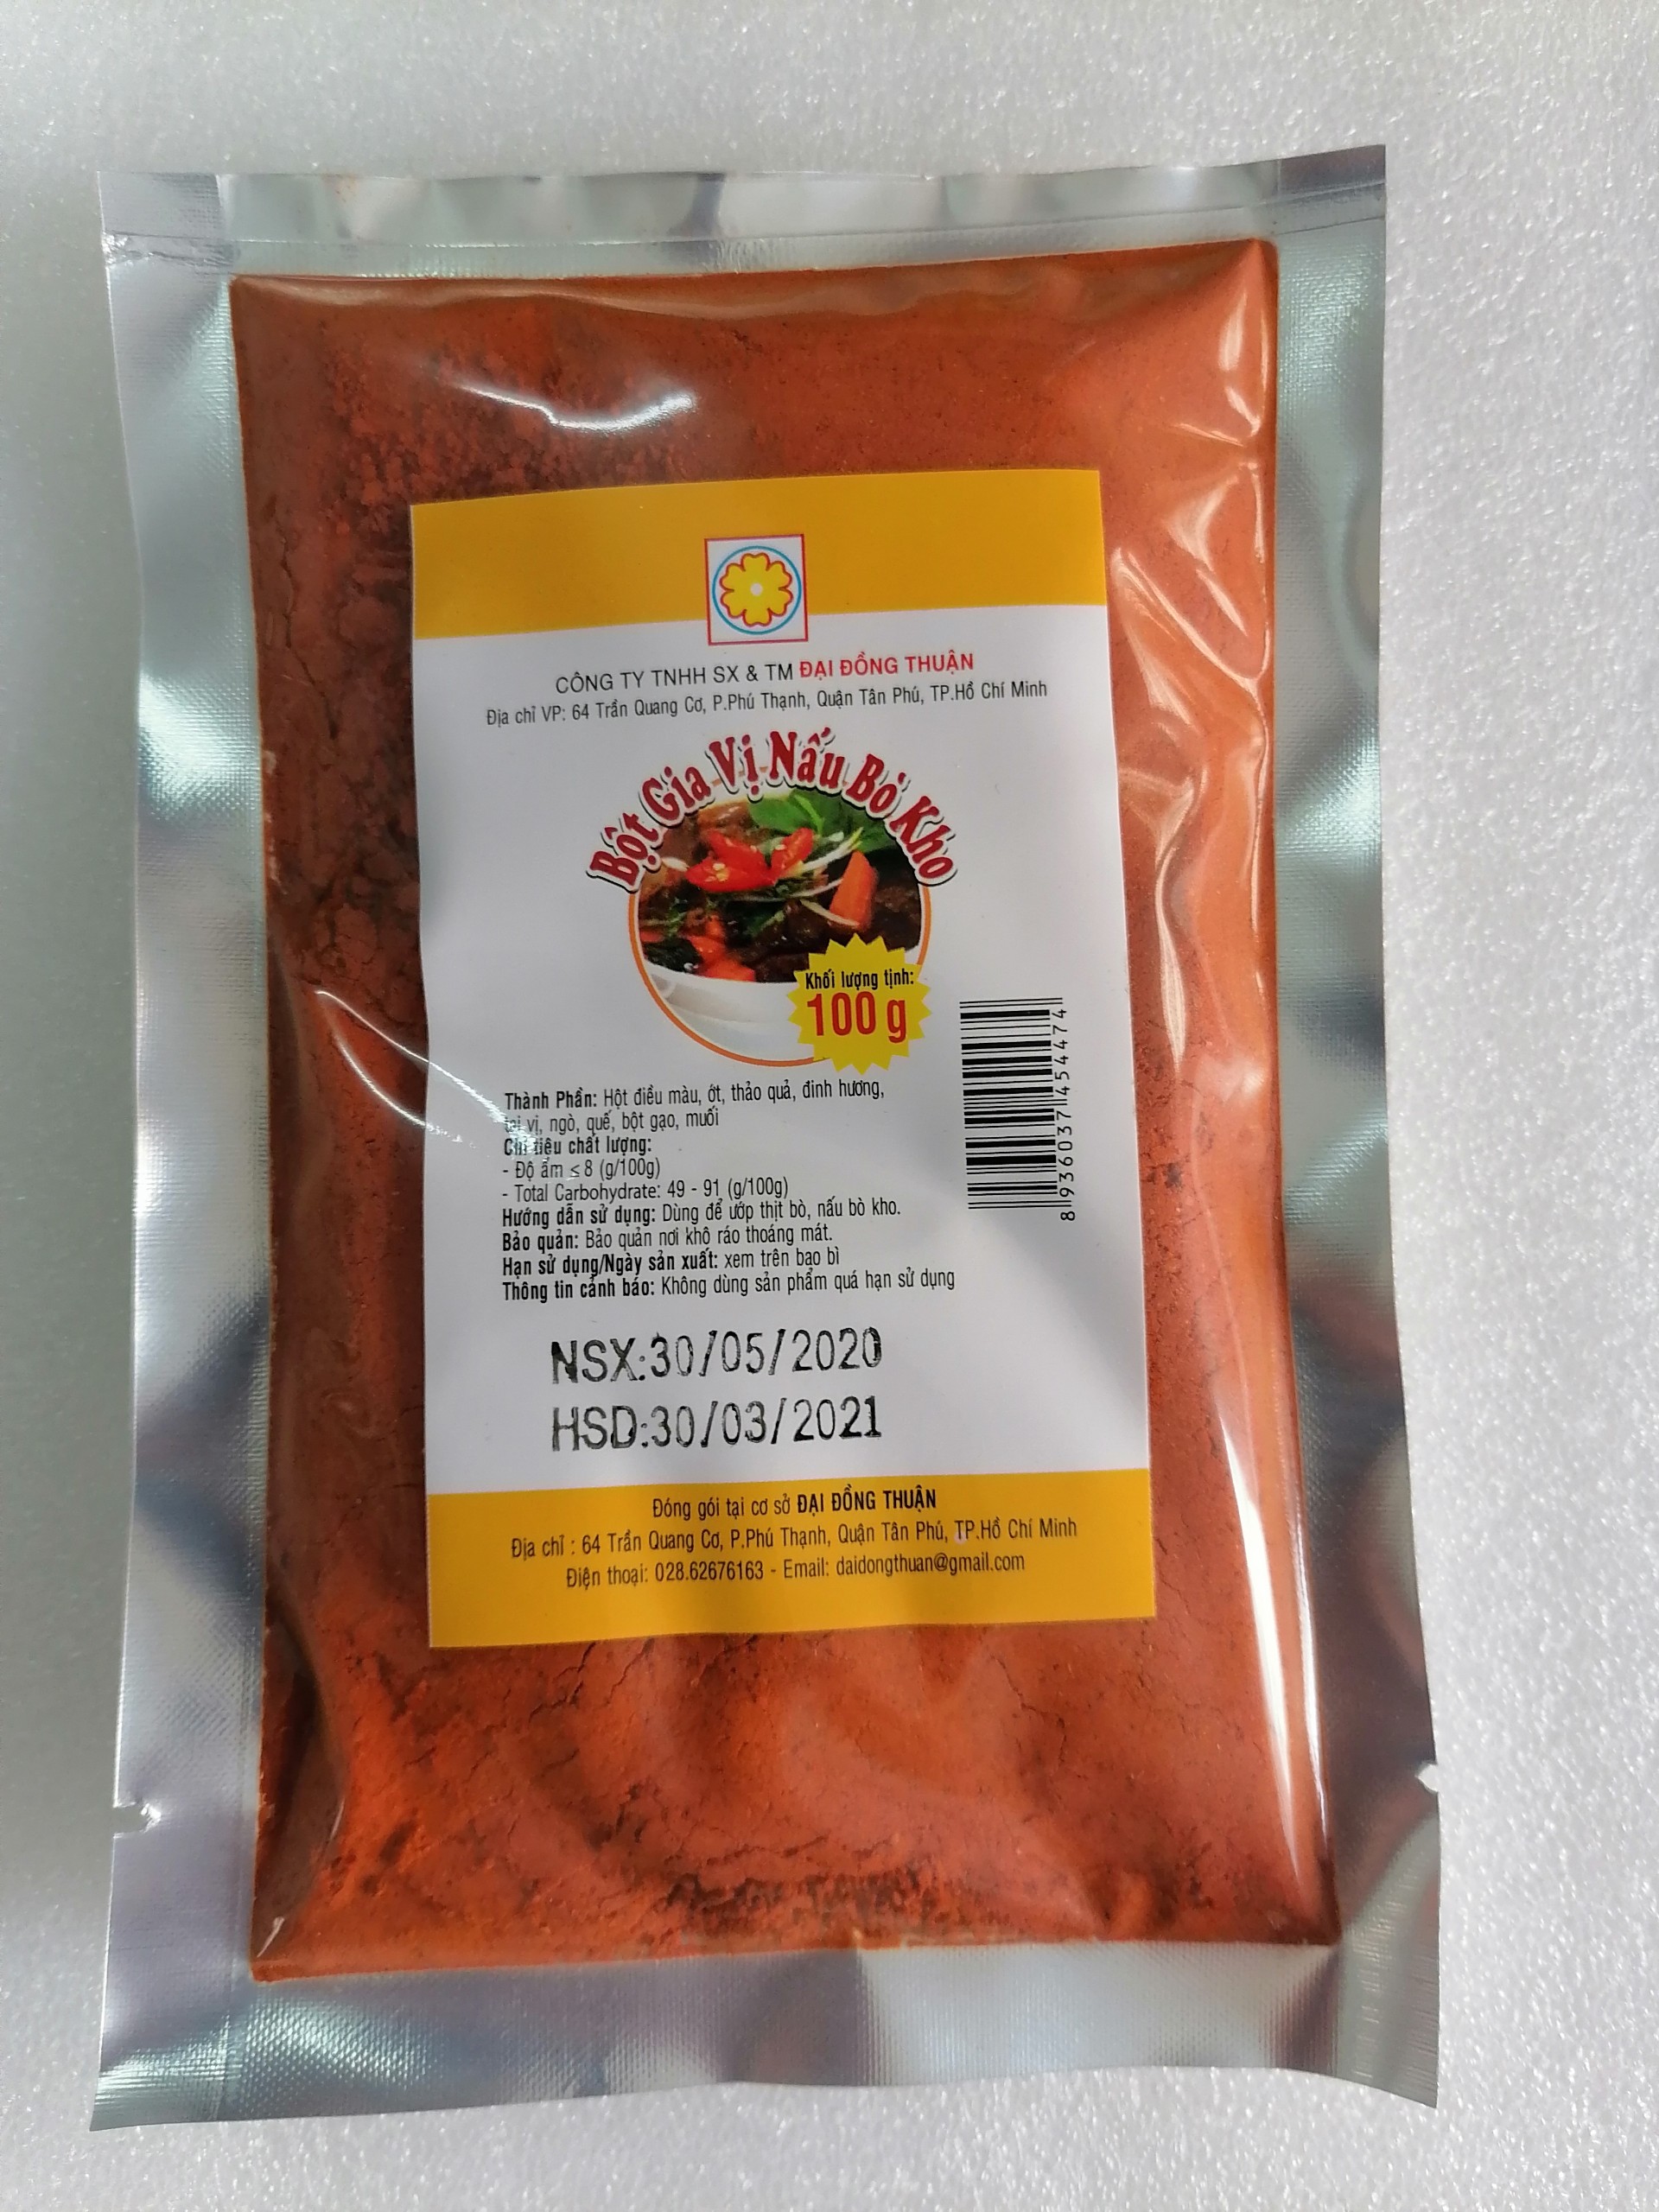 CÔNG TY TNHH SX & TM ĐẠI ĐỒNG THUẬN
Địa chỉ VP: 64 Trần Quang Cơ, P.Phú Thạnh, Quận Tân Phú, TP.Hồ Chí Minh
Bột Gia Vị Nấu Bò Kho
Khối lượng tịnh:
100 g
8 936037 454474
Thành Phần: Hột điều màu, ớt, thảo quả, đinh hương,
tai vị, ngò, quế, bột gạo, muối
Chỉ tiêu chất lượng:
- Độ ẩm ≤ 8 (g/100g)
- Total Carbohydrate: 49 - 91 (g/100g)
Hướng dẫn sử dụng: Dùng để ướp thịt bò, nấu bò kho.
Bảo quản: Bảo quản nơi khô ráo thoáng mát.
Hạn sử dụng/Ngày sản xuất: xem trên bao bì
Thông tin cảnh báo: Không dùng sản phẩm quá hạn sử dụng
NSX:30/05/2020
HSD:30/03/2021
Đóng gói tại cơ sở ĐẠI ĐỒNG THUẬN
Địa chỉ : 64 Trần Quang Cơ, P.Phú Thạnh, Quận Tân Phú, TP.Hồ Chí Minh
Điện thoại: 028.62676163 - Email: daidongthuan@gmail.com